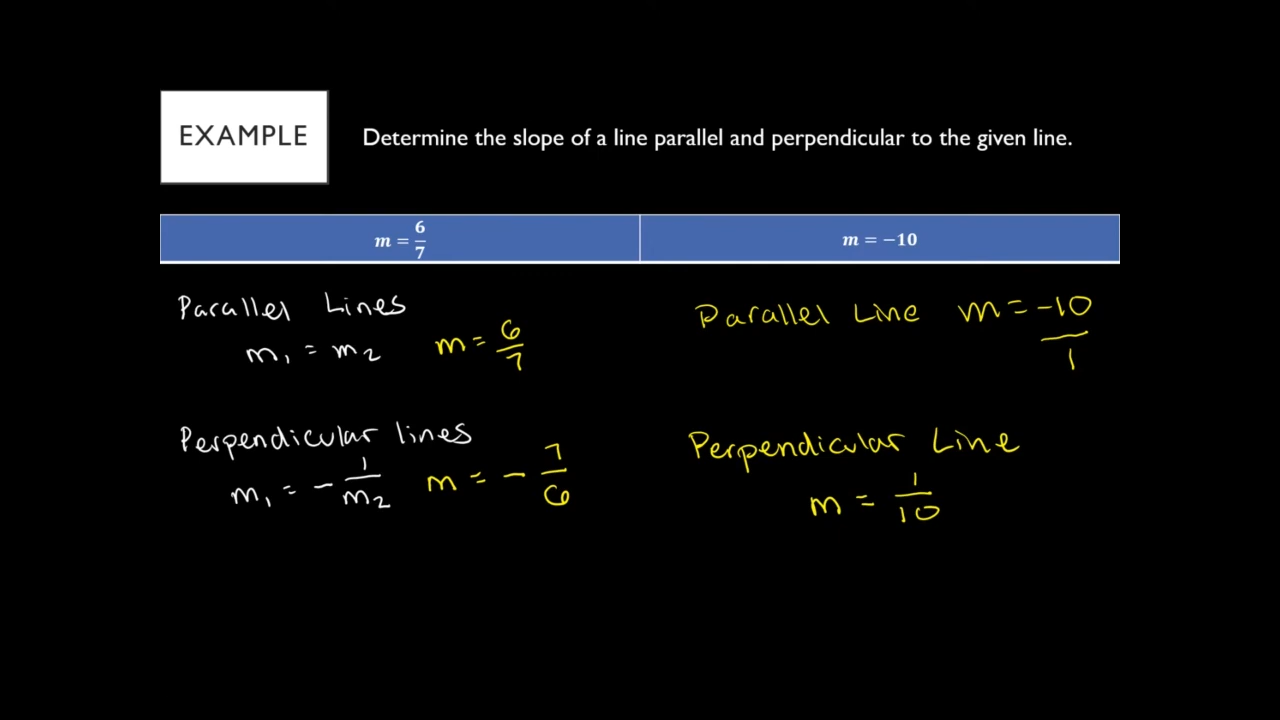 EXAMPLE
Determine the slope of a line parallel and perpendicular to the given line.
m = 6/7
m = −10
Parallel Lines
m₁ = m₂ m = 6/7
Perpendicular lines
m₁ = - 1/m₂ m = - 7/6
Parallel Line m = -10/1
Perpendicular Line
m = 1/10